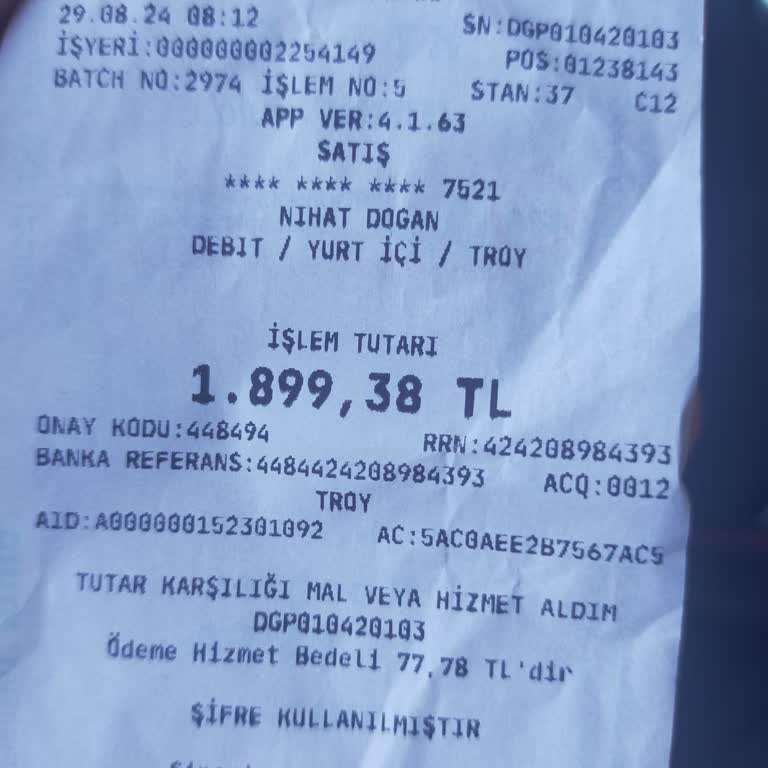 29.08.24 08:12 SN:DGP010420103
İŞYERİ:000000002254149 POS:01238143
BATCH NO:2974 İŞLEM NO:5 STAN:37 C12
APP VER:4.1.63
SATIŞ
**** **** **** 7521
NIHAT DOGAN
DEBIT / YURT İÇİ / TROY
İŞLEM TUTARI
1.899,38 TL
ONAY KODU:448494 RRN:424208984393
BANKA REFERANS:4484424208984393 ACQ:0012
TROY
AID:A0000000152301092 AC:5AC0AEE2B7567AC5
TUTAR KARŞILIĞI MAL VEYA HİZMET ALDIM
DGP010420103
Ödeme Hizmet Bedeli 77,78 TL'dir
ŞİFRE KULLANILMIŞTIR